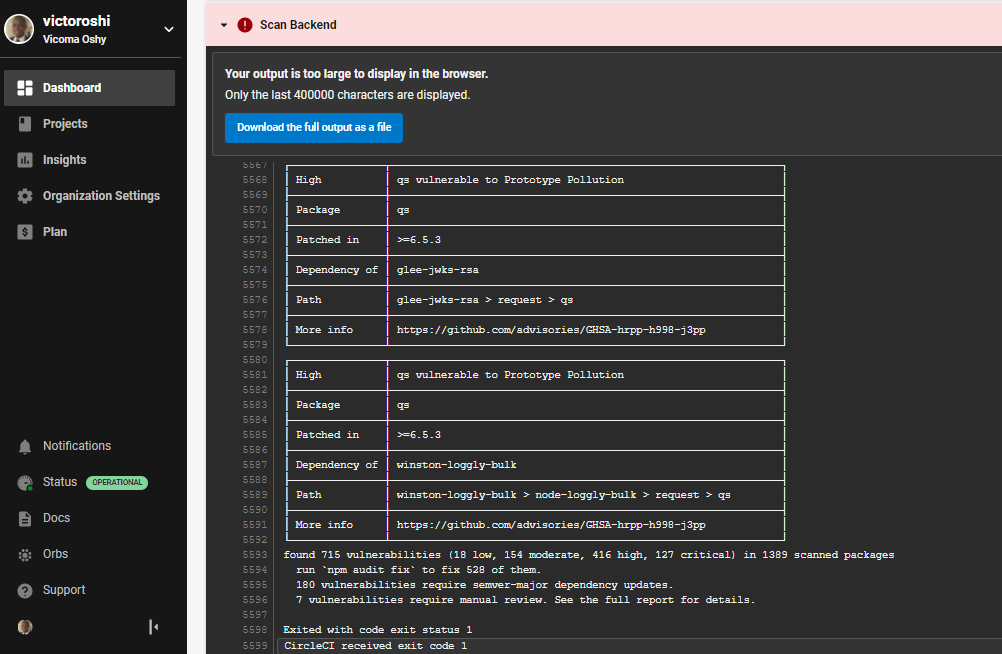 victoroshi
Vicoma Oshy
Dashboard
Projects
Insights
Organization Settings
$ Plan
Notifications
Status OPERATIONAL
Docs
Orbs
? Support
! Scan Backend
Your output is too large to display in the browser.
Only the last 400000 characters are displayed.
Download the full output as a file
5567
5568 High qs vulnerable to Prototype Pollution
5569
5570 Package qs
5571
5572 Patched in >=6.5.3
5573
5574 Dependency of glee-jwks-rsa
5575
5576 Path glee-jwks-rsa > request > qs
5577
5578 More info https://github.com/advisories/GHSA-hrpp-h998-j3pp
5579
5580
5581 High qs vulnerable to Prototype Pollution
5582
5583 Package qs
5584
5585 Patched in >=6.5.3
5586
5587 Dependency of winston-loggly-bulk
5588
5589 Path winston-loggly-bulk > node-loggly-bulk > request > qs
5590
5591 More info https://github.com/advisories/GHSA-hrpp-h998-j3pp
5592
5593 found 715 vulnerabilities (18 low, 154 moderate, 416 high, 127 critical) in 1389 scanned packages
5594 run `npm audit fix` to fix 528 of them.
5595 180 vulnerabilities require semver-major dependency updates.
5596 7 vulnerabilities require manual review. See the full report for details.
5597
5598 Exited with code exit status 1
5599 CircleCI received exit code 1